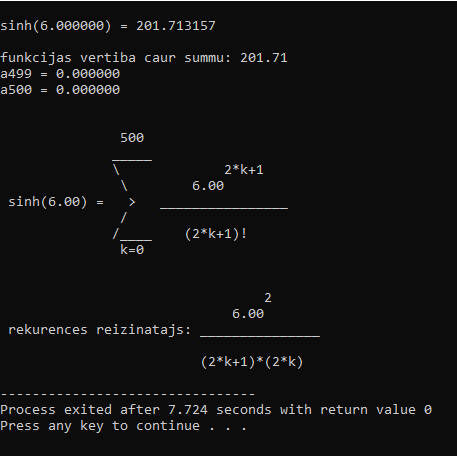 sinh(6.000000) = 201.713157
funkcijas vertiba caur summu: 201.71
a499 = 0.000000
a500 = 0.000000
500
_____
\ 2*k+1
\ 6.00
sinh(6.00) = > ________________
/
/____ (2*k+1)!
k=0
2
6.00
rekurences reizinatajs: _______________
(2*k+1)*(2*k)
--------------------------------
Process exited after 7.724 seconds with return value 0
Press any key to continue . . .